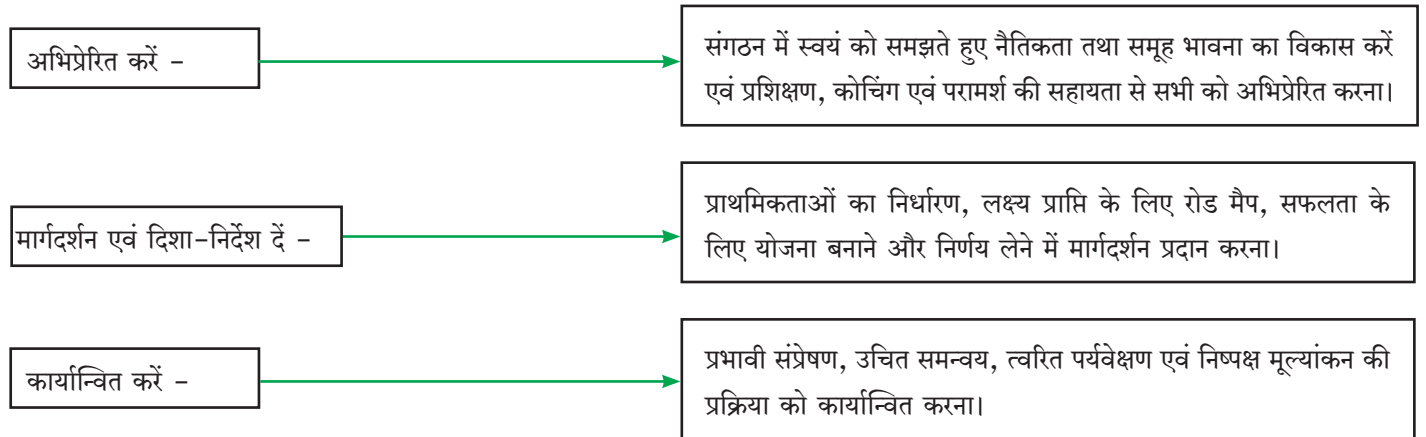 अभिप्रेरित करें -
संगठन में स्वयं को समझते हुए नैतिकता तथा समूह भावना का विकास करें
एवं प्रशिक्षण, कोचिंग एवं परामर्श की सहायता से सभी को अभिप्रेरित करना।
मार्गदर्शन एवं दिशा-निर्देश दें -
प्राथमिकताओं का निर्धारण, लक्ष्य प्राप्ति के लिए रोड मैप, सफलता के
लिए योजना बनाने और निर्णय लेने में मार्गदर्शन प्रदान करना।
कार्यान्वित करें -
प्रभावी संप्रेषण, उचित समन्वय, त्वरित पर्यवेक्षण एवं निष्पक्ष मूल्यांकन की
प्रक्रिया को कार्यान्वित करना।